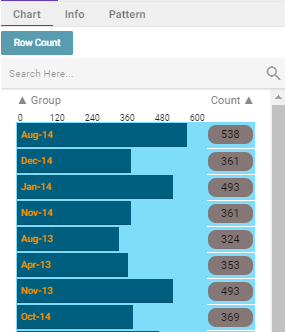 Chart Info Pattern
Row Count
Search Here...
▲ Group Count ▲
0 120 240 360 480 600
Aug-14 538
Dec-14 361
Jan-14 493
Nov-14 361
Aug-13 324
Apr-13 353
Nov-13 493
Oct-14 369